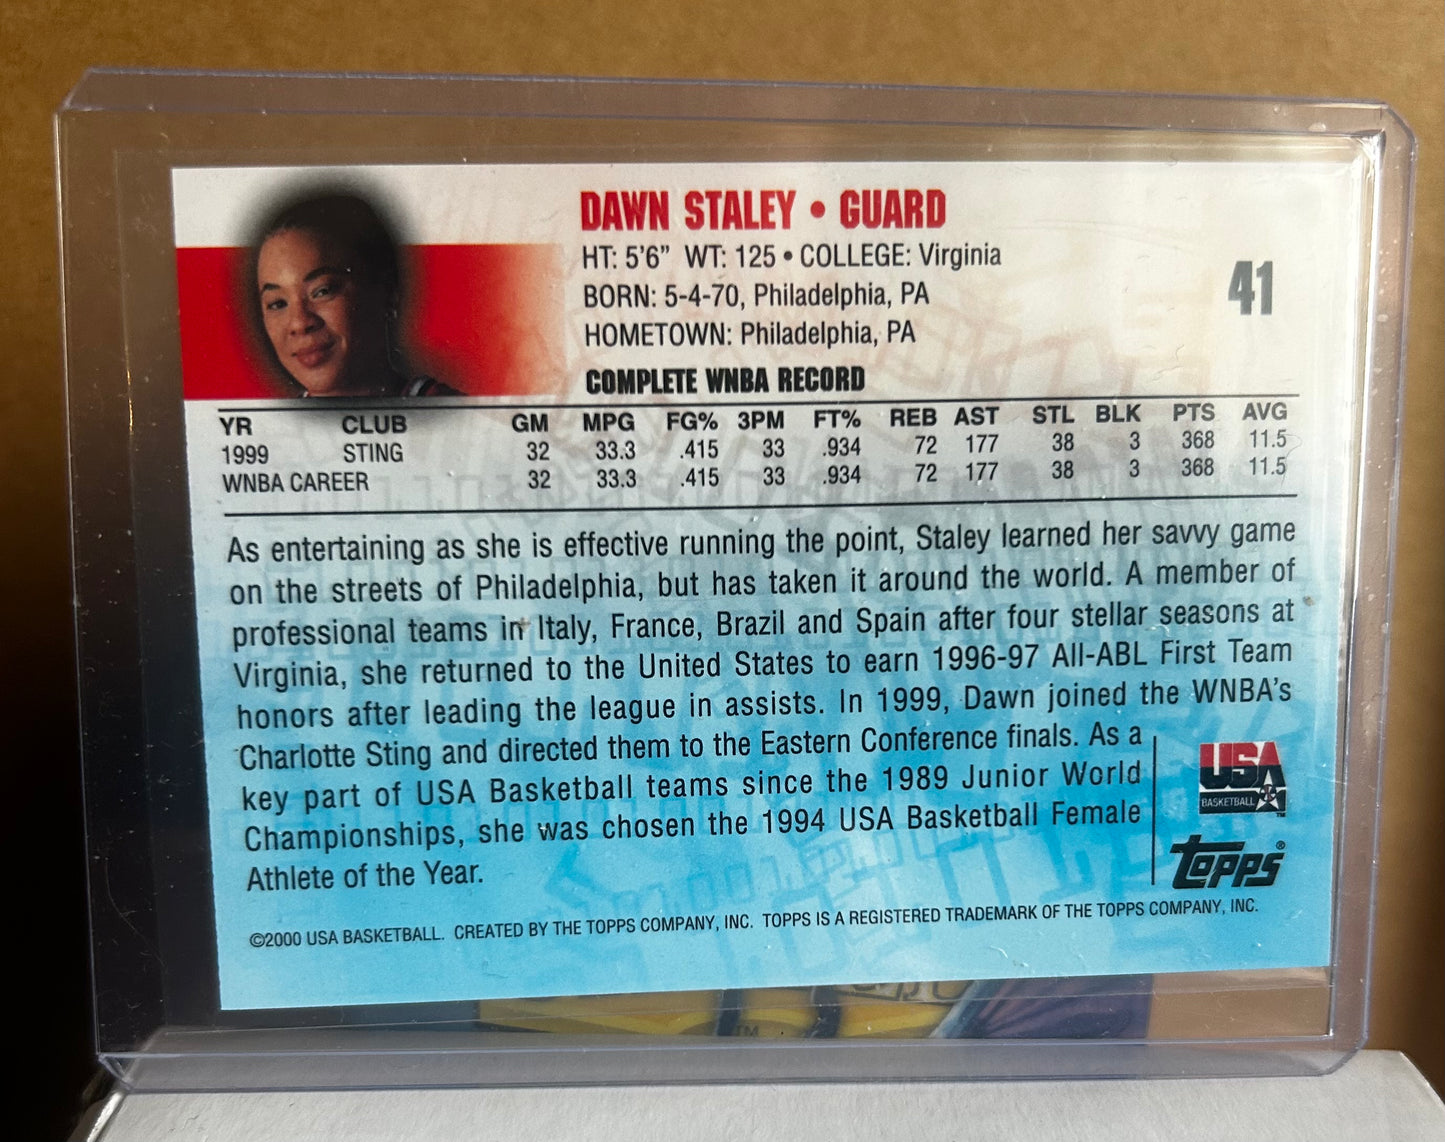 DAWN STALEY • GUARD
HT: 5'6" WT: 125 • COLLEGE: Virginia
BORN: 5-4-70, Philadelphia, PA
HOMETOWN: Philadelphia, PA
41
COMPLETE WNBA RECORD
YR CLUB GM MPG FG% 3PM FT% REB AST STL BLK PTS AVG
1999 STING 32 33.3 .415 33 .934 72 177 38 3 368 11.5
WNBA CAREER 32 33.3 .415 33 .934 72 177 38 3 368 11.5
As entertaining as she is effective running the point, Staley learned her savvy game
on the streets of Philadelphia, but has taken it around the world. A member of
professional teams in Italy, France, Brazil and Spain after four stellar seasons at
Virginia, she returned to the United States to earn 1996-97 All-ABL First Team
honors after leading the league in assists. In 1999, Dawn joined the WNBA's
Charlotte Sting and directed them to the Eastern Conference finals. As a
key part of USA Basketball teams since the 1989 Junior World
Championships, she was chosen the 1994 USA Basketball Female
Athlete of the Year.
USA
BASKETBALL
TM
TOPPS®
©2000 USA BASKETBALL. CREATED BY THE TOPPS COMPANY, INC. TOPPS IS A REGISTERED TRADEMARK OF THE TOPPS COMPANY, INC.